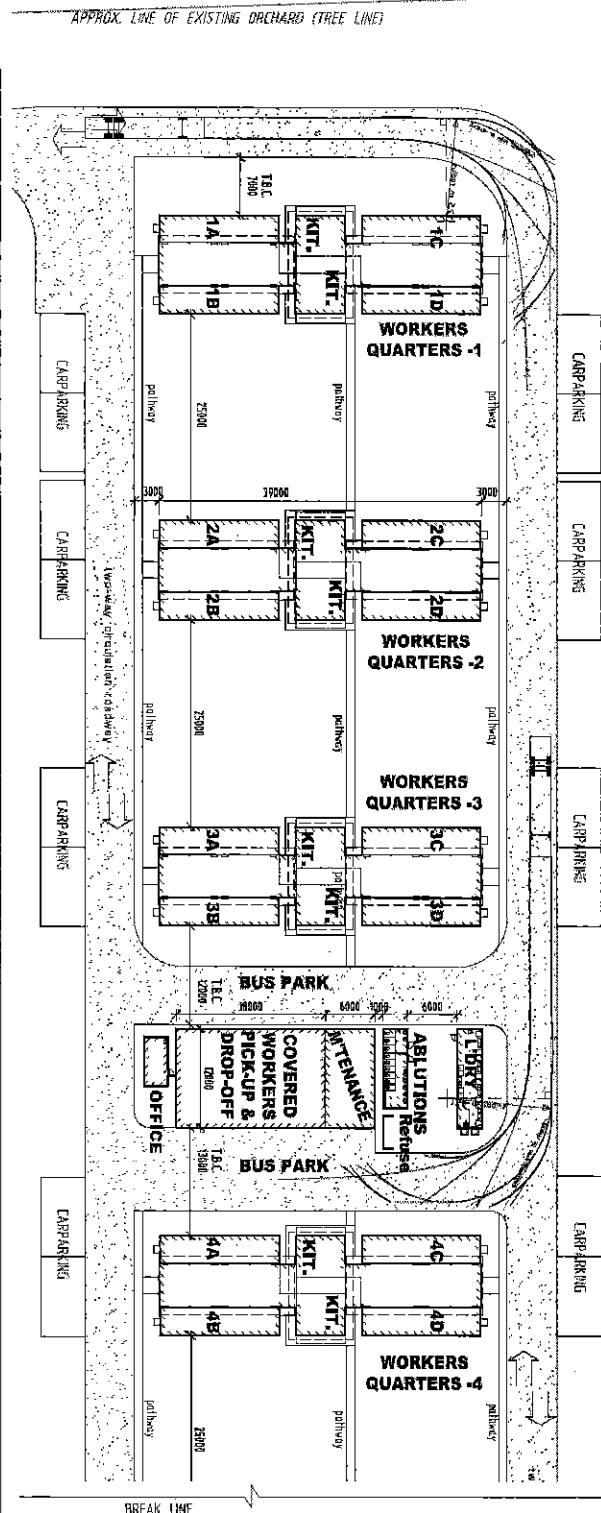 APPROX. LINE OF EXISTING ORCHARD (TREE LINE)
T.B.C.
7000
1A
KIT.
1C
1B
KIT.
1D
WORKERS
QUARTERS -1
CARPARKING
CARPARKING
pathway
25000
pathway
pathway
3000
39000
3000
2A
KIT.
2C
CARPARKING
CARPARKING
2B
KIT.
2D
WORKERS
QUARTERS -2
two-way circulation roadway
pathway
25000
pathway
pathway
WORKERS
QUARTERS -3
CARPARKING
CARPARKING
3A
KIT.
3C
3B
KIT.
3D
T.B.C.
BUS PARK
6000
6000
COVERED
WORKERS
PICK-UP &
DROP-OFF
12000
M'TENANCE
ABLUTIONS
Refuse
L'DRY
OFFICE
T.B.C.
BUS PARK
CARPARKING
CARPARKING
4A
KIT.
4C
4B
KIT.
4D
WORKERS
QUARTERS -4
pathway
25000
pathway
pathway
BREAK LINE